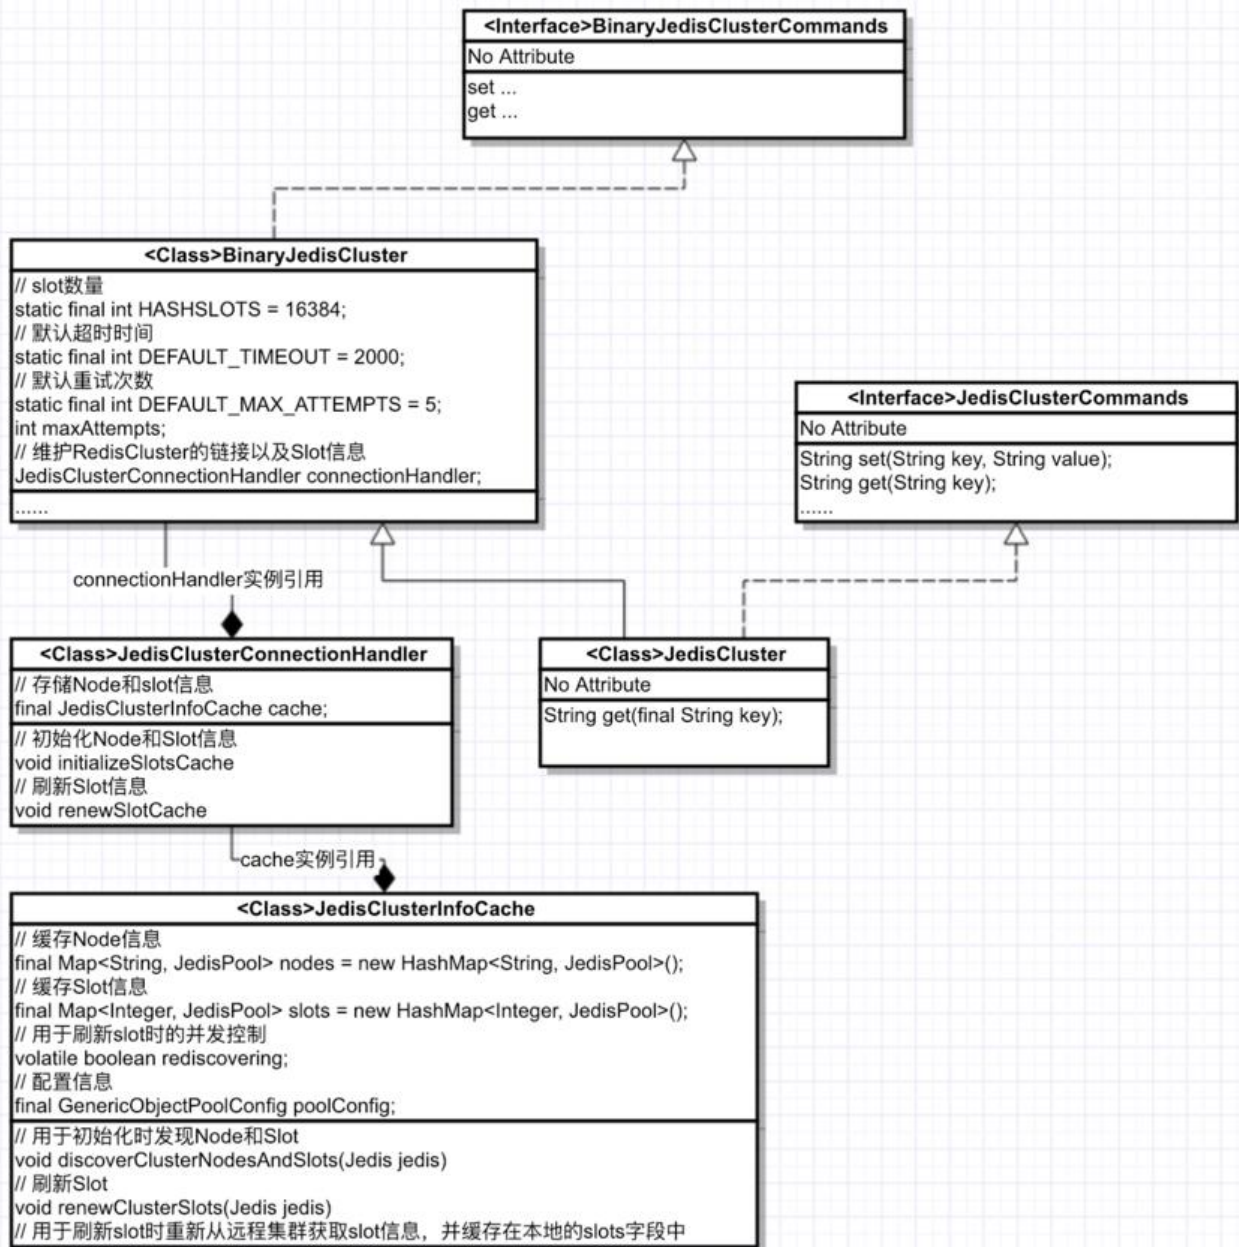 <Interface>BinaryJedisClusterCommands
No Attribute
set ...
get ...
<Class>BinaryJedisCluster
// slot数量
static final int HASHSLOTS = 16384;
// 默认超时时间
static final int DEFAULT_TIMEOUT = 2000;
// 默认重试次数
static final int DEFAULT_MAX_ATTEMPTS = 5;
int maxAttempts;
// 维护RedisCluster的链接以及Slot信息
JedisClusterConnectionHandler connectionHandler;
......
<Interface>JedisClusterCommands
No Attribute
String set(String key, String value);
String get(String key);
......
connectionHandler实例引用
<Class>JedisClusterConnectionHandler
// 存储Node和slot信息
final JedisClusterInfoCache cache;
// 初始化Node和Slot信息
void initializeSlotsCache
// 刷新Slot信息
void renewSlotCache
<Class>JedisCluster
No Attribute
String get(final String key);
cache实例引用
<Class>JedisClusterInfoCache
// 缓存Node信息
final Map<String, JedisPool> nodes = new HashMap<String, JedisPool>();
// 缓存Slot信息
final Map<Integer, JedisPool> slots = new HashMap<Integer, JedisPool>();
// 用于刷新slot时的并发控制
volatile boolean rediscovering;
// 配置信息
final GenericObjectPoolConfig poolConfig;
// 用于初始化时发现Node和Slot
void discoverClusterNodesAndSlots(Jedis jedis)
// 刷新Slot
void renewClusterSlots(Jedis jedis)
// 用于刷新slot时重新从远程集群获取slot信息，并缓存在本地的slots字段中